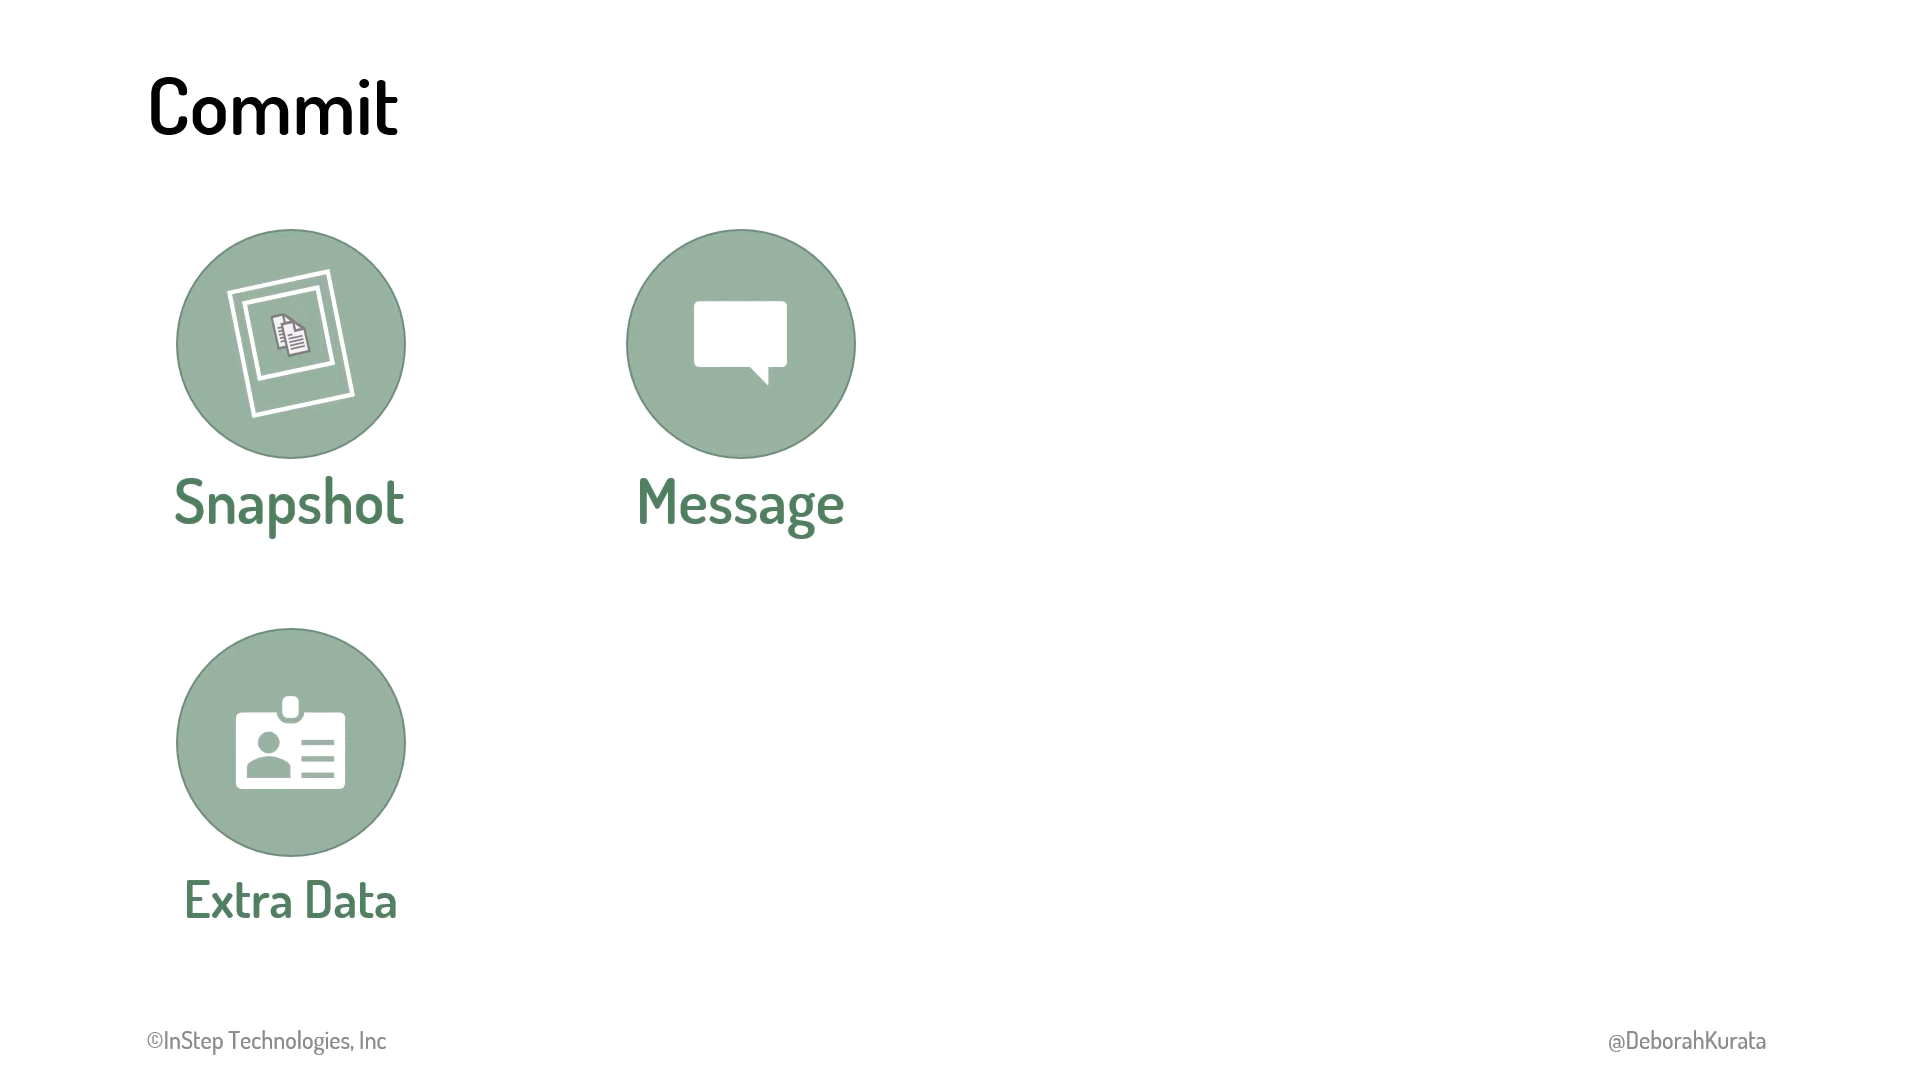 Commit
Snapshot
Message
Extra Data
©InStep Technologies, Inc
@DeborahKurata